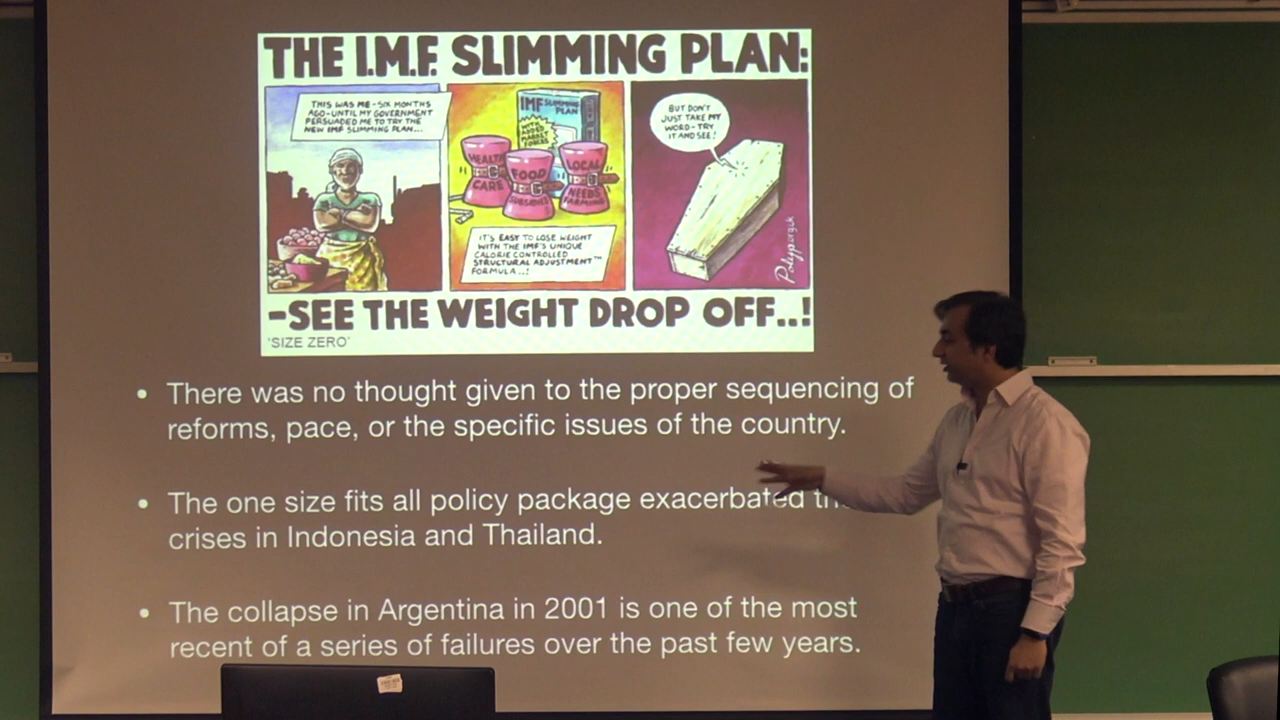 THE I.M.F. SLIMMING PLAN:
THIS WAS ME - SIX MONTHS
AGO - UNTIL MY GOVERNMENT
PERSUADED ME TO TRY THE
NEW IMF SLIMMING PLAN...
IMF SLIMMING
PLAN
WITH
ADDED
MARKET
FORCES
HEALTH
CARE
FOOD
SUBSIDIES
LOCAL
NEEDS
FARMING
IT'S EASY TO LOSE WEIGHT
WITH THE IMF'S UNIQUE
CALORIE CONTROLLED
STRUCTURAL ADJUSTMENT™
FORMULA...!
BUT DON'T
JUST TAKE MY
WORD - TRY
IT AND SEE!
Polyp.org.uk
-SEE THE WEIGHT DROP OFF..!
'SIZE ZERO'
• There was no thought given to the proper sequencing of
reforms, pace, or the specific issues of the country.
• The one size fits all policy package exacerbated
crises in Indonesia and Thailand.
• The collapse in Argentina in 2001 is one of the most
recent of a series of failures over the past few years.